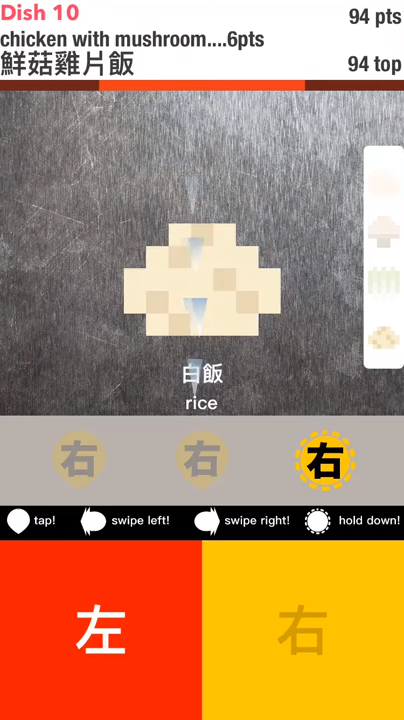 Dish 10
94 pts
chicken with mushroom....6pts
鮮菇雞片飯
94 top
白飯
rice
右 右 右
tap! swipe left! swipe right! hold down!
左 右